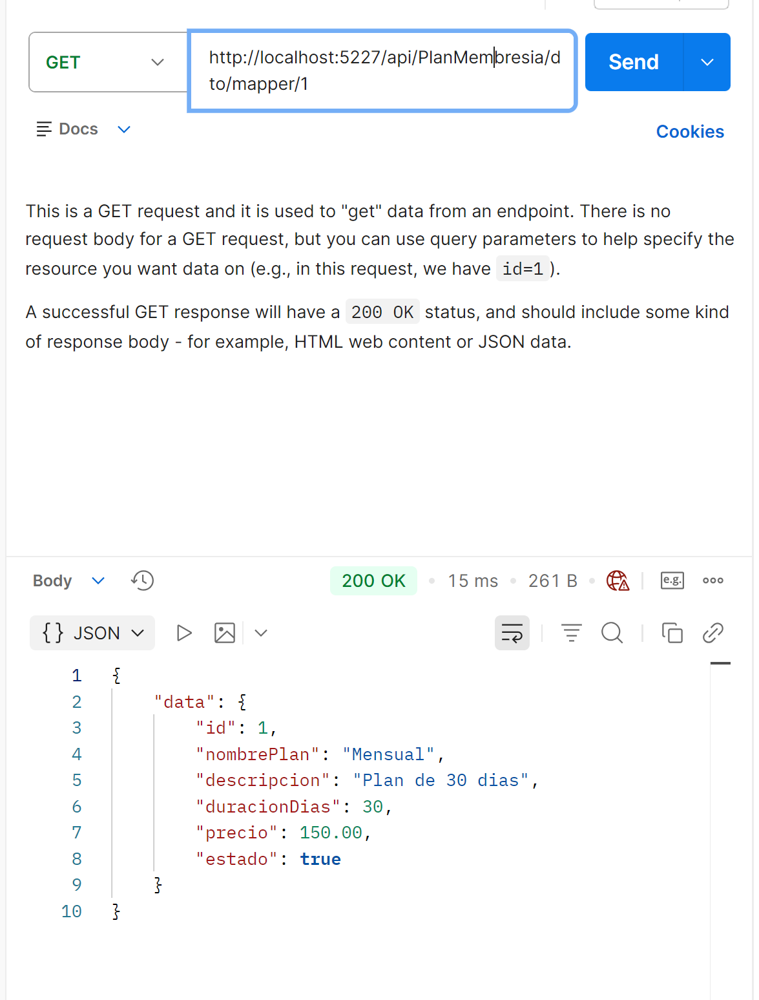 GET
http://localhost:5227/api/PlanMembresia/d
to/mapper/1
Send
Docs
Cookies
This is a GET request and it is used to "get" data from an endpoint. There is no
request body for a GET request, but you can use query parameters to help specify the
resource you want data on (e.g., in this request, we have id=1).
A successful GET response will have a 200 OK status, and should include some kind
of response body - for example, HTML web content or JSON data.
Body
200 OK • 15 ms • 261 B •
e.g.
{} JSON
1 {
2 "data": {
3 "id": 1,
4 "nombrePlan": "Mensual",
5 "descripcion": "Plan de 30 dias",
6 "duracionDias": 30,
7 "precio": 150.00,
8 "estado": true
9 }
10 }